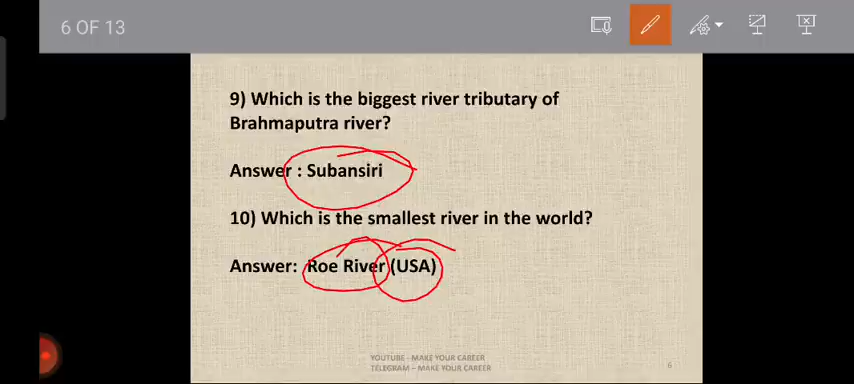 6 OF 13
9) Which is the biggest river tributary of
Brahmaputra river?
Answer : Subansiri
10) Which is the smallest river in the world?
Answer: Roe River (USA)
YOUTUBE - MAKE YOUR CAREER
TELEGRAM – MAKE YOUR CAREER
6